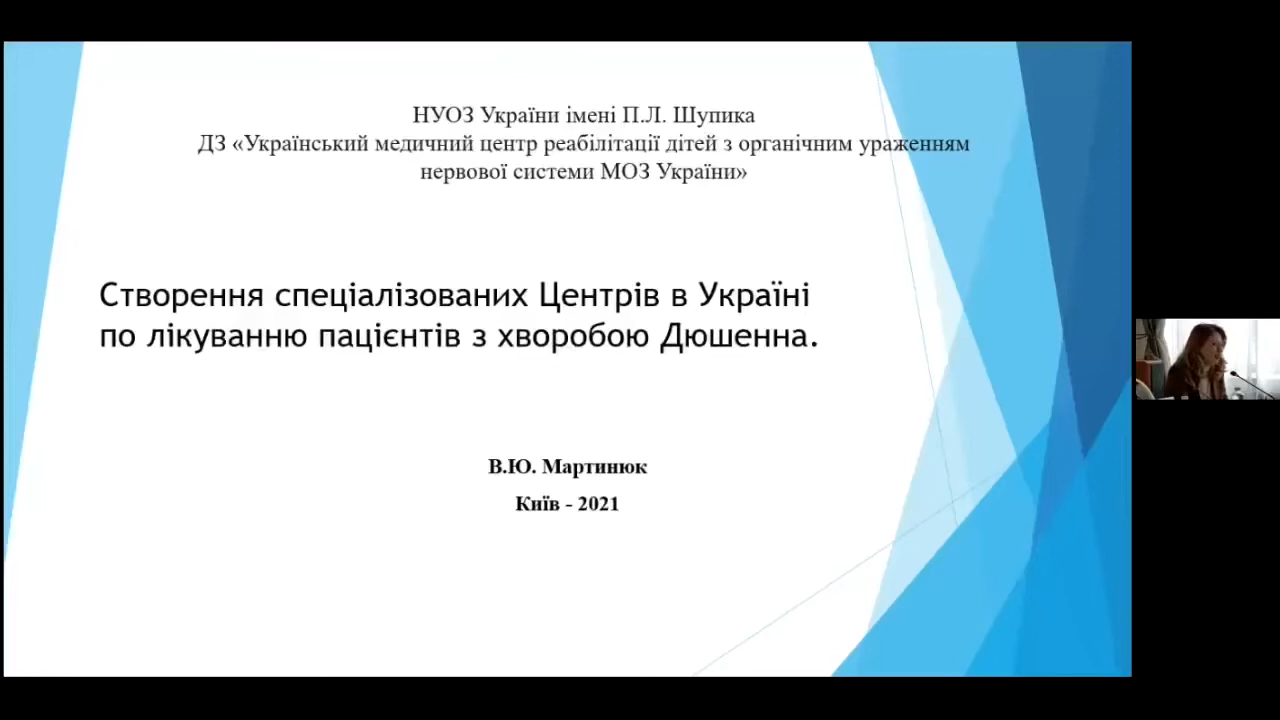 НУОЗ України імені П.Л. Шупика
ДЗ «Український медичний центр реабілітації дітей з органічним ураженням
нервової системи МОЗ України»
Створення спеціалізованих Центрів в Україні
по лікуванню пацієнтів з хворобою Дюшенна.
В.Ю. Мартинюк
Київ - 2021